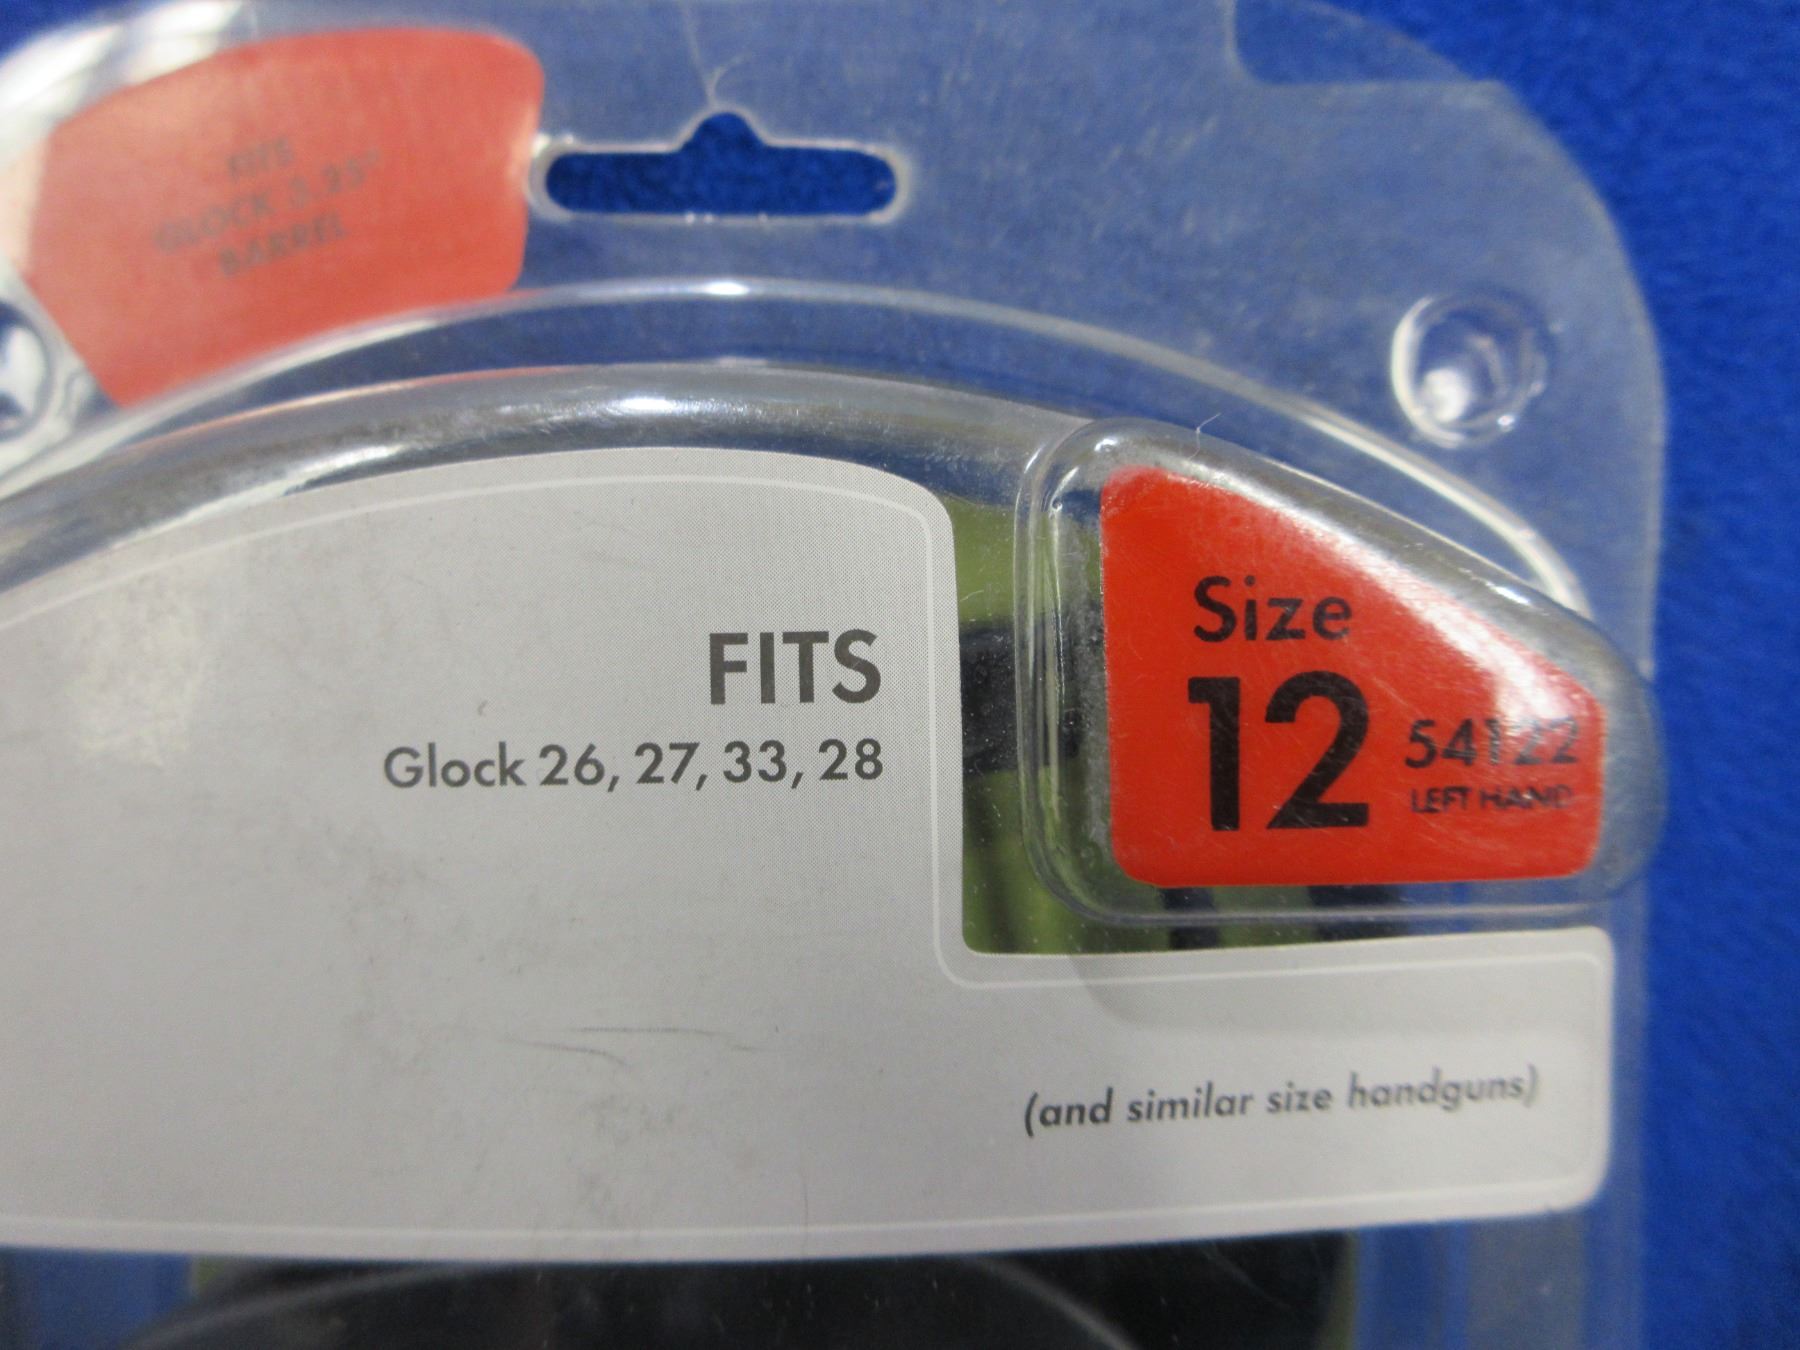 FITS
GLOCK 3.25"
BARREL
FITS
Glock 26, 27, 33, 28
Size
12
54122
LEFT HAND
(and similar size handguns)